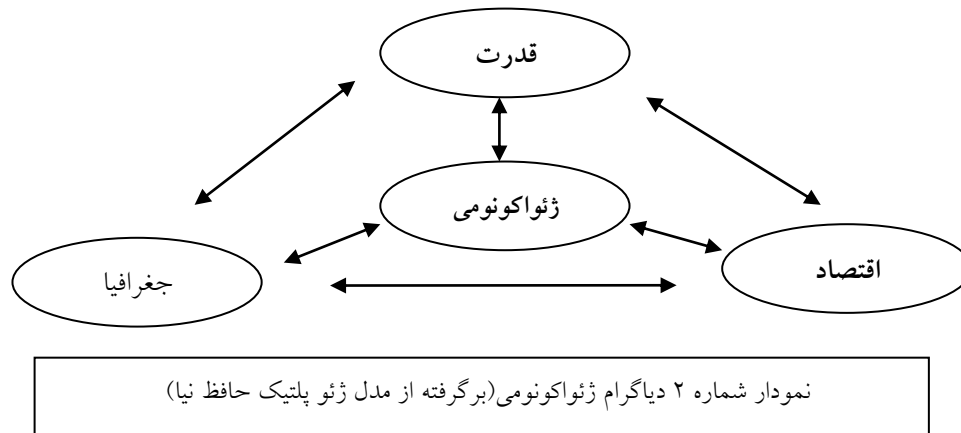 قدرت
ژئواکونومی
اقتصاد
جغرافیا
نمودار شماره ۲ دیاگرام ژئواکونومی(برگرفته از مدل ژئو پلتیک حافظ نیا)